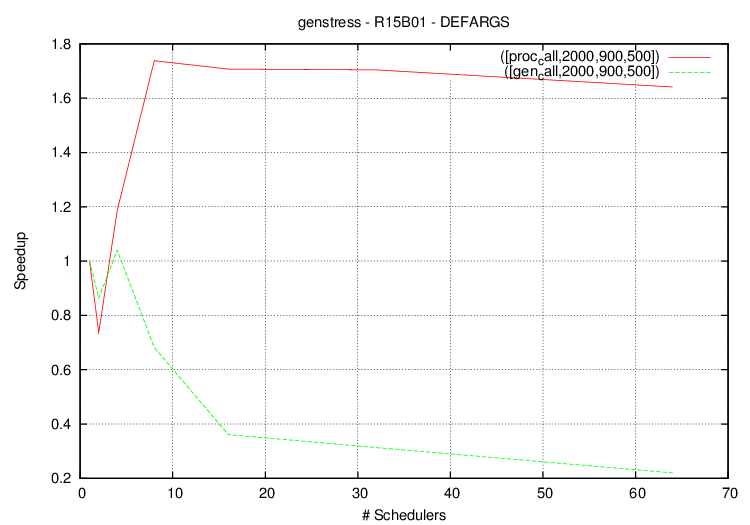 genstress - R15B01 - DEFARGS
1.8
1.6
1.4
1.2
1
0.8
0.6
0.4
0.2
Speedup
([proc_call,2000,900,500])
([gen_call,2000,900,500])
0 10 20 30 40 50 60 70
# Schedulers